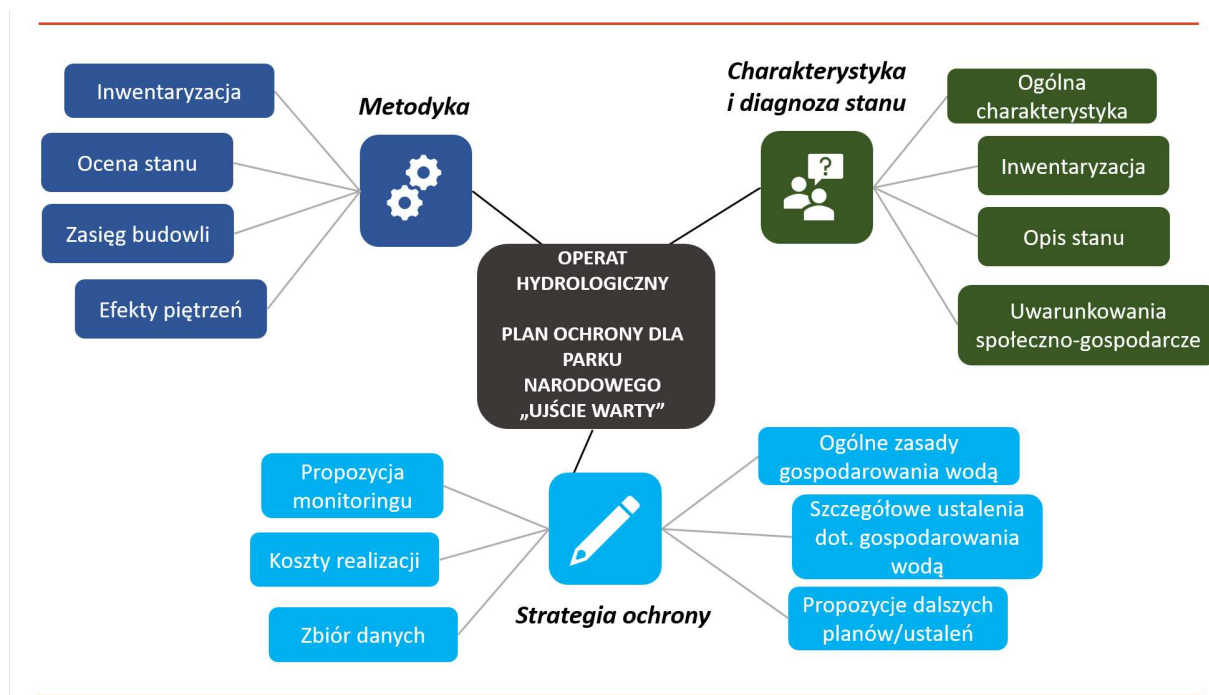 Metodyka
Inwentaryzacja
Ocena stanu
Zasięg budowli
Efekty piętrzeń
Charakterystyka
i diagnoza stanu
Ogólna
charakterystyka
Inwentaryzacja
Opis stanu
Uwarunkowania
społeczno-gospodarcze
OPERAT
HYDROLOGICZNY
PLAN OCHRONY DLA
PARKU
NARODOWEGO
„UJŚCIE WARTY”
Propozycja
monitoringu
Koszty realizacji
Zbiór danych
Strategia ochrony
Ogólne zasady
gospodarowania wodą
Szczegółowe ustalenia
dot. gospodarowania
wodą
Propozycje dalszych
planów/ustaleń